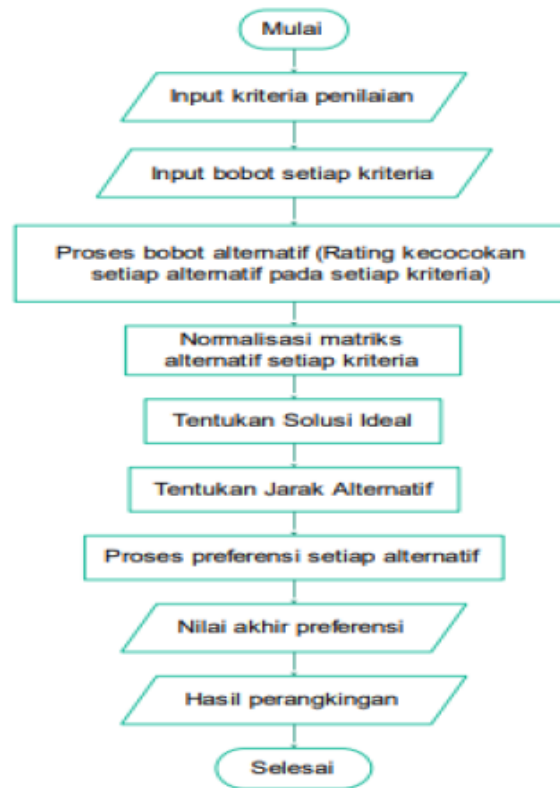 Mulai
Input kriteria penilaian
Input bobot setiap kriteria
Proses bobot alternatif (Rating kecocokan
setiap alternatif pada setiap kriteria)
Normalisasi matriks
alternatif setiap kriteria
Tentukan Solusi Ideal
Tentukan Jarak Alternatif
Proses preferensi setiap alternatif
Nilai akhir preferensi
Hasil perangkingan
Selesai